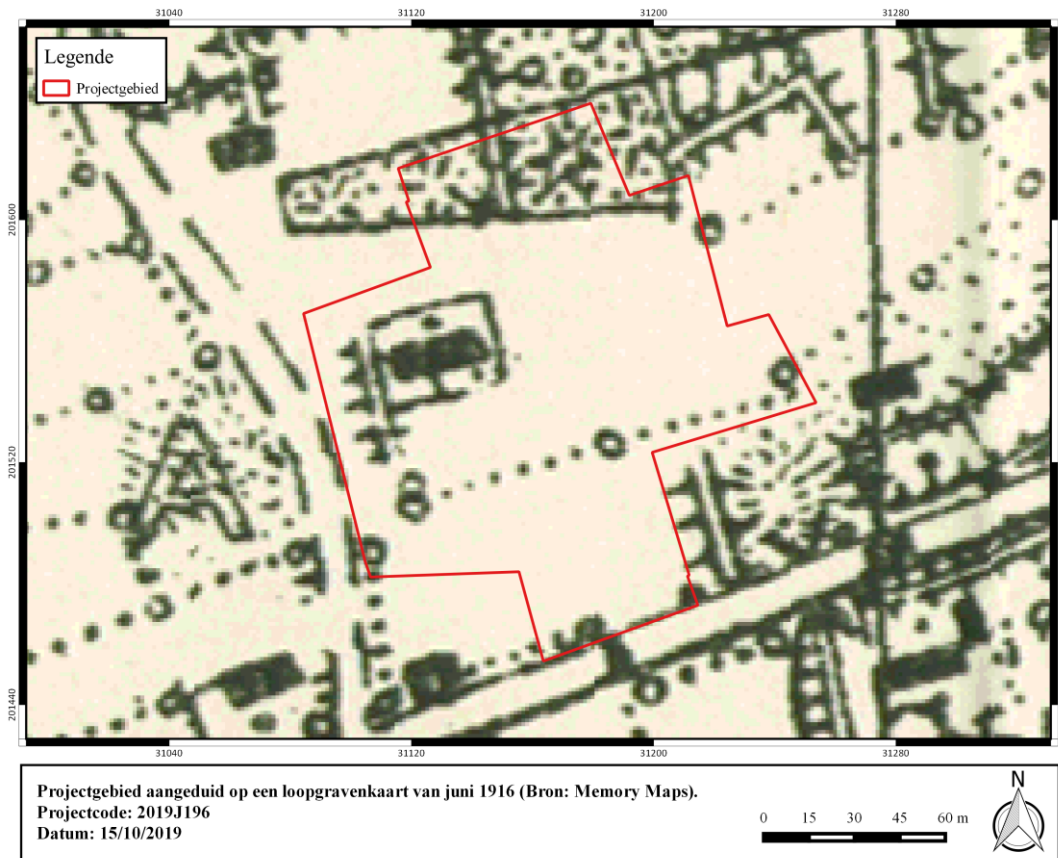 31040 31120 31200 31280
Legende
Projectgebied
201600
201520
201440
31040 31120 31200 31280
Projectgebied aangeduid op een loopgravenkaart van juni 1916 (Bron: Memory Maps).
Projectcode: 2019J196
Datum: 15/10/2019
0 15 30 45 60 m
N